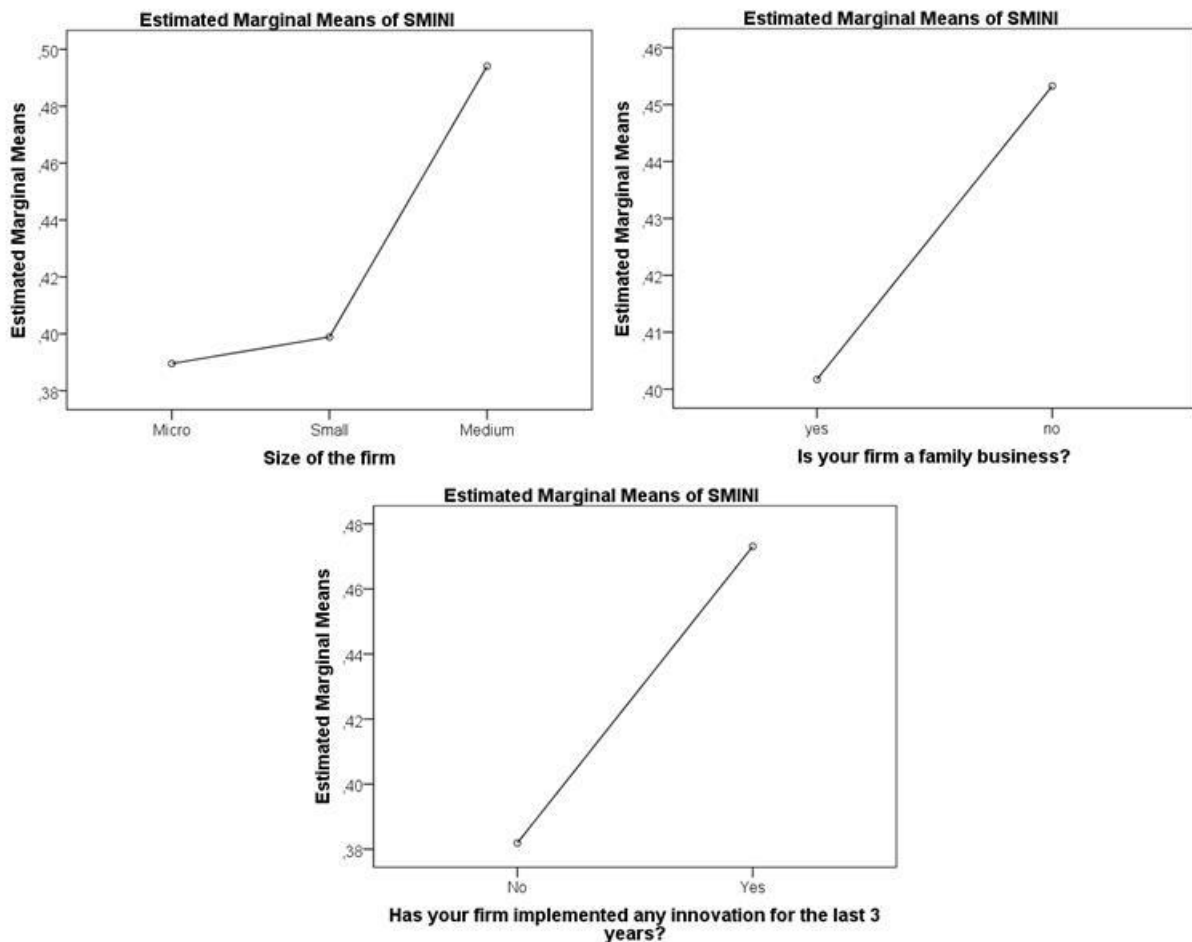 Estimated Marginal Means of SMINI
Estimated Marginal Means
,50
,48
,46
,44
,42
,40
,38
Micro Small Medium
Size of the firm
Estimated Marginal Means of SMINI
Estimated Marginal Means
,46
,45
,44
,43
,42
,41
,40
yes no
Is your firm a family business?
Estimated Marginal Means of SMINI
Estimated Marginal Means
,48
,46
,44
,42
,40
,38
No Yes
Has your firm implemented any innovation for the last 3
years?